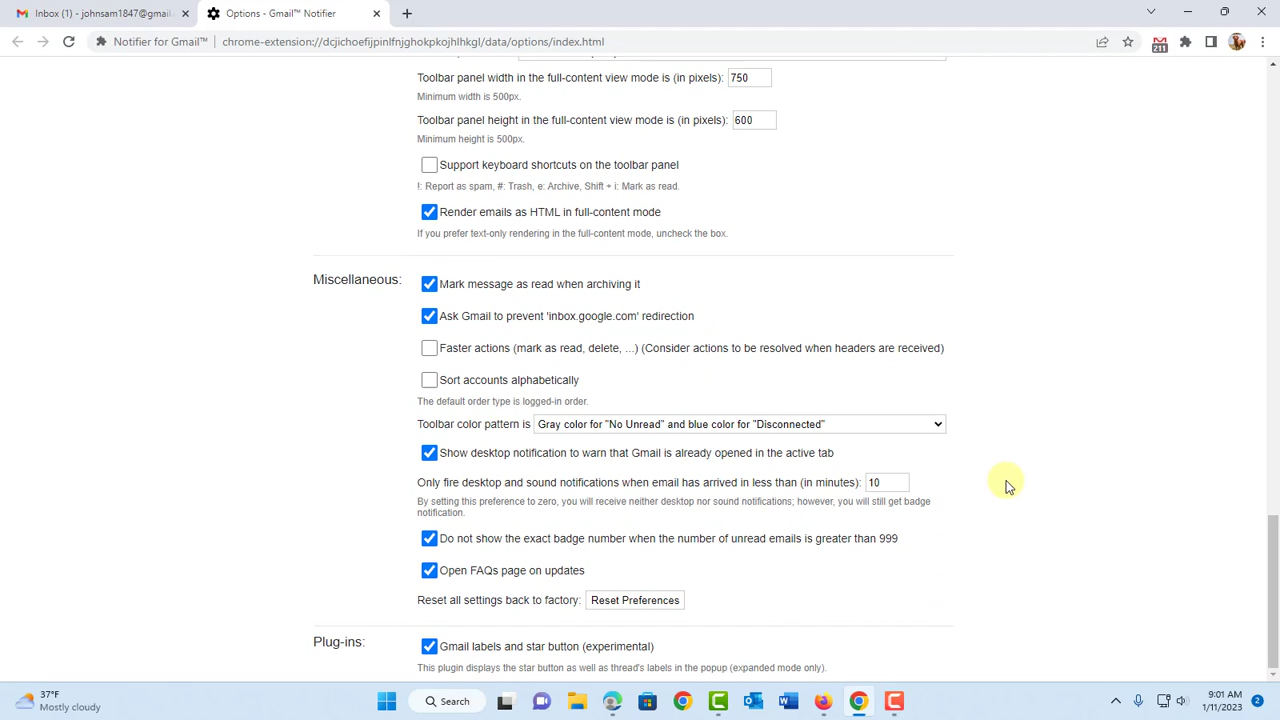 Inbox (1) - johnsam1847@gmail.
Options - Gmail™ Notifier
Notifier for Gmail™
chrome-extension://dcjichoefijpinlfnjghokpkojhlhkgl/data/options/index.html
211
Toolbar panel width in the full-content view mode is (in pixels): 750
Minimum width is 500px.
Toolbar panel height in the full-content view mode is (in pixels): 600
Minimum height is 500px.
Support keyboard shortcuts on the toolbar panel
!: Report as spam, #: Trash, e: Archive, Shift + i: Mark as read.
Render emails as HTML in full-content mode
If you prefer text-only rendering in the full-content mode, uncheck the box.
Miscellaneous:
Mark message as read when archiving it
Ask Gmail to prevent 'inbox.google.com' redirection
Faster actions (mark as read, delete, ...) (Consider actions to be resolved when headers are received)
Sort accounts alphabetically
The default order type is logged-in order.
Toolbar color pattern is Gray color for "No Unread" and blue color for "Disconnected"
Show desktop notification to warn that Gmail is already opened in the active tab
Only fire desktop and sound notifications when email has arrived in less than (in minutes): 10
By setting this preference to zero, you will receive neither desktop nor sound notifications; however, you will still get badge
notification.
Do not show the exact badge number when the number of unread emails is greater than 999
Open FAQs page on updates
Reset all settings back to factory: Reset Preferences
Plug-ins:
Gmail labels and star button (experimental)
This plugin displays the star button as well as thread's labels in the popup (expanded mode only).
37°F
Mostly cloudy
Search
9:01 AM
1/11/2023
2